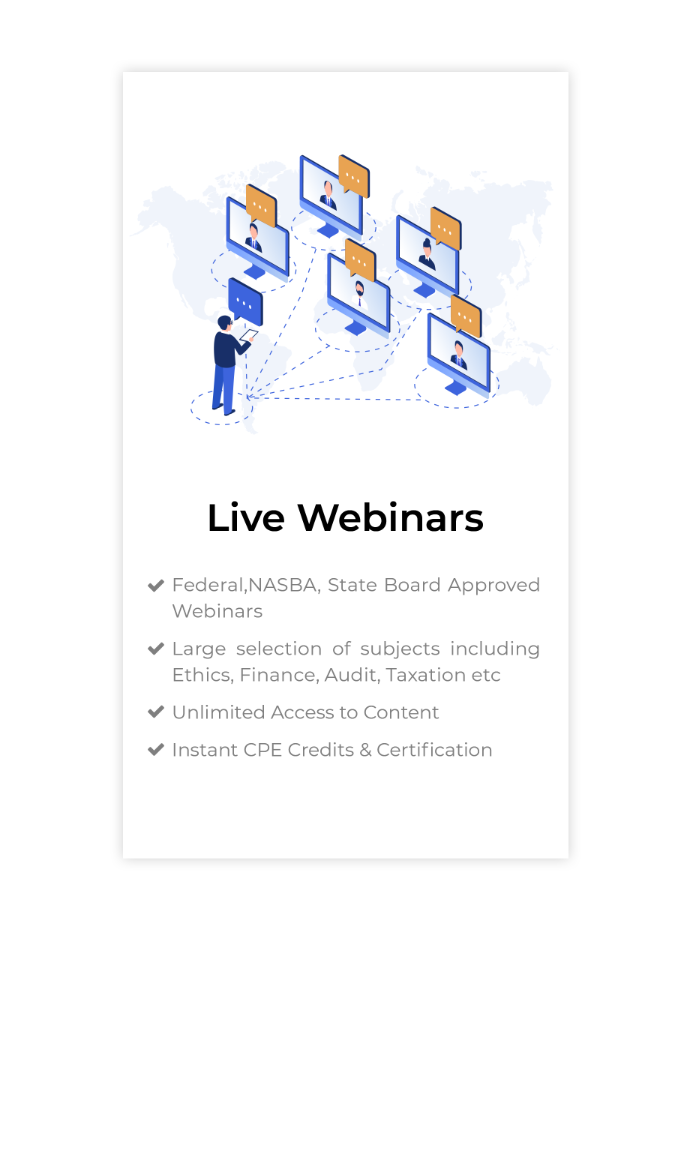 Live Webinars
Federal,NASBA, State Board Approved
Webinars
Large selection of subjects including
Ethics, Finance, Audit, Taxation etc
Unlimited Access to Content
Instant CPE Credits & Certification